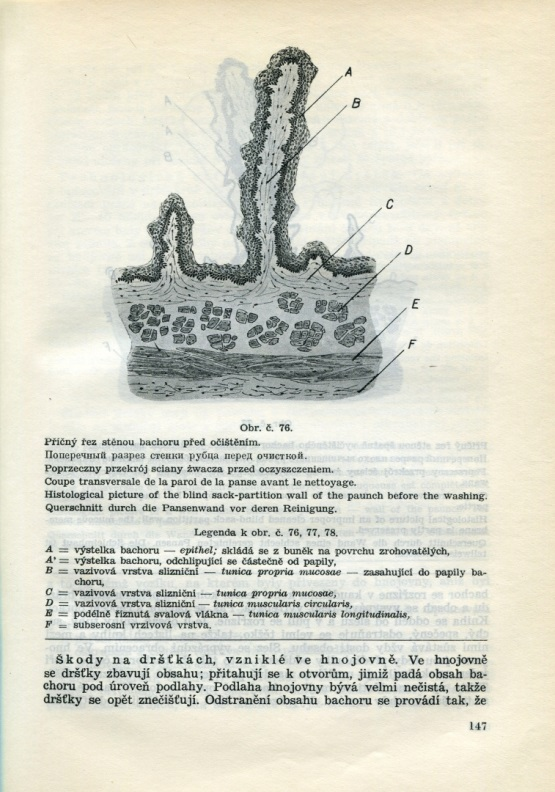 A
B
C
D
E
F
Obr. č. 76.
Příčný řez stěnou bachoru před očištěním.
Поперечный разрез стенки рубца перед очисткой.
Poprzeczny przekrój sciany żwacza przed oczyszczeniem.
Coupe transversale de la paroi de la panse avant le nettoyage.
Histological picture of the blind sack-partition wall of the paunch before the washing.
Querschnitt durch die Pansenwand vor deren Reinigung.
Legenda k obr. č. 76, 77, 78.
A = výstelka bachoru — epithel; skládá se z buněk na povrchu zrohovatělých,
A' = výstelka bachoru, odchlipující se částečně od papily,
B = vazivová vrstva slizniční — tunica propria mucosae — zasahující do papily ba-
choru,
C = vazivová vrstva slizniční — tunica propria mucosae,
D = vazivová vrstva slizniční — tunica muscularis circularis,
E = podélně říznutá svalová vlákna — tunica muscularis longitudinalis,
F = subserosní vrzivová vrstva.
Škody na dršťkách, vzniklé ve hnojovně. Ve hnojovně
se dršťky zbavují obsahu; přitahují se k otvorům, jimiž padá obsah ba-
choru pod úroveň podlahy. Podlaha hnojovny bývá velmi nečistá, takže
dršťky se opět znečišťují. Odstranění obsahu bachoru se provádí tak, že
147